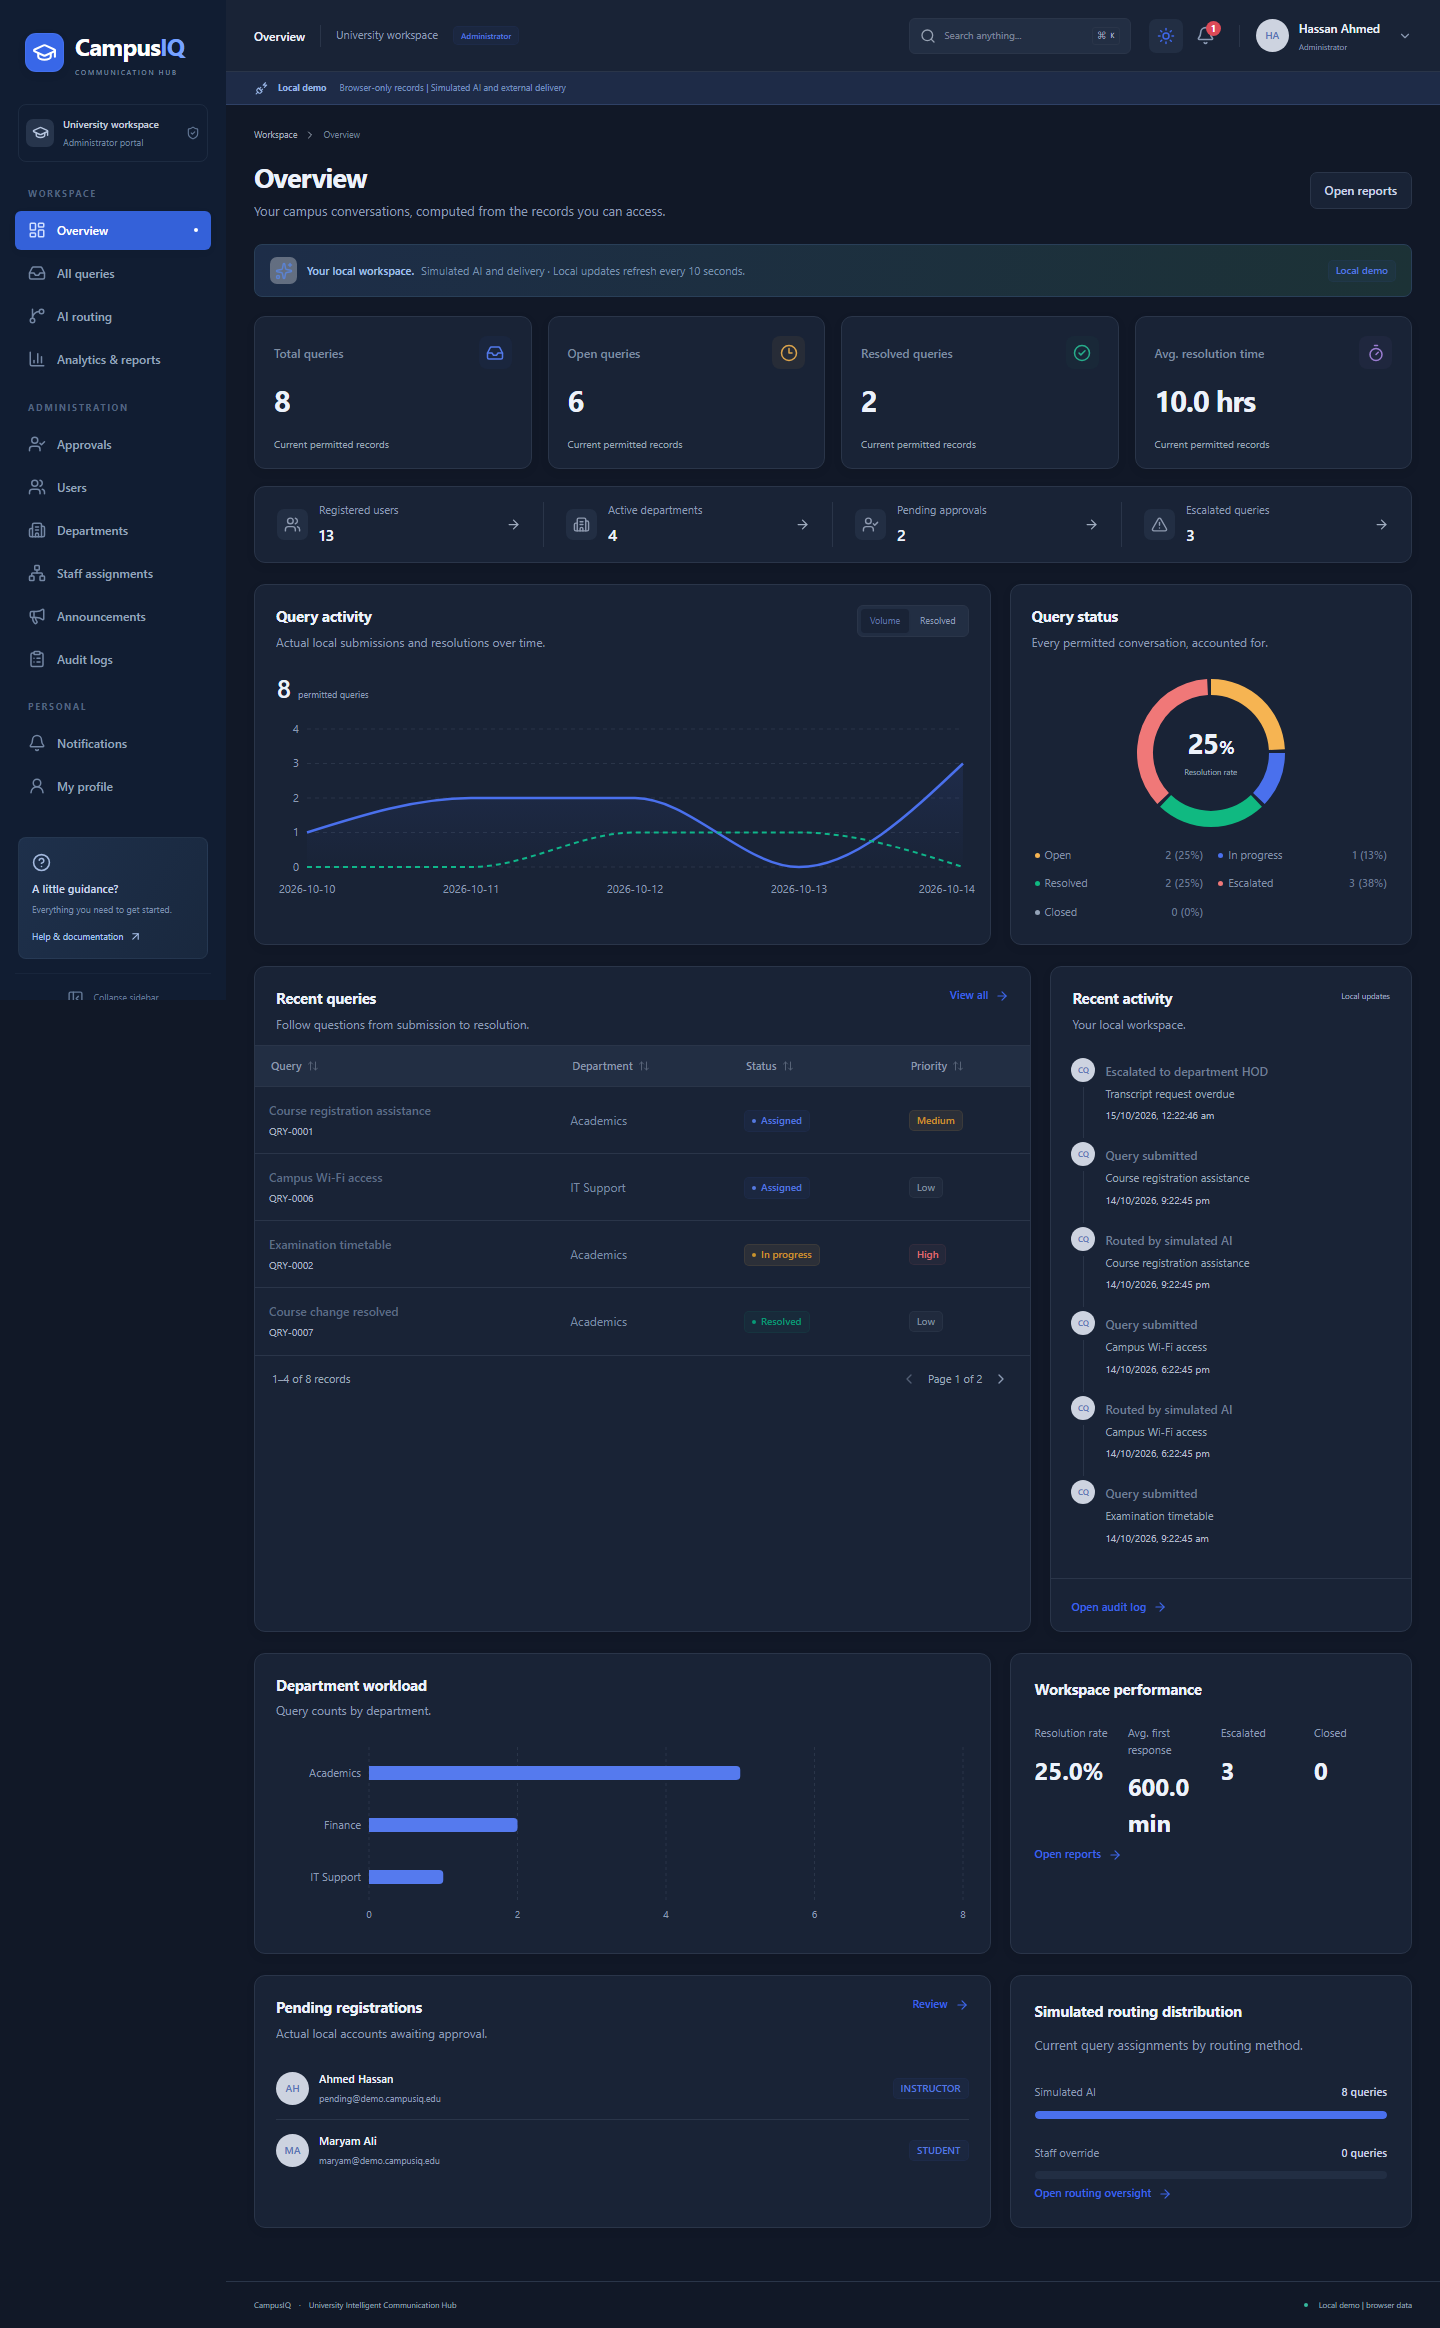 CampusIQ
COMMUNICATION HUB
University workspace
Administrator portal
WORKSPACE
Overview
All queries
AI routing
Analytics & reports
ADMINISTRATION
Approvals
Users
Departments
Staff assignments
Announcements
Audit logs
PERSONAL
Notifications
My profile
A little guidance?
Everything you need to get started.
Help & documentation
Collapse sidebar
Overview University workspace Administrator
Search anything... ⌘ K
1
HA
Hassan Ahmed
Administrator
Local demo Browser-only records | Simulated AI and external delivery
Workspace > Overview
Overview
Your campus conversations, computed from the records you can access.
Open reports
Your local workspace. Simulated AI and delivery · Local updates refresh every 10 seconds.
Local demo
Total queries
8
Current permitted records
Open queries
6
Current permitted records
Resolved queries
2
Current permitted records
Avg. resolution time
10.0 hrs
Current permitted records
Registered users
13
Active departments
4
Pending approvals
2
Escalated queries
3
Query activity
Actual local submissions and resolutions over time.
Volume Resolved
8 permitted queries
4
3
2
1
0
2026-10-10 2026-10-11 2026-10-12 2026-10-13 2026-10-14
Query status
Every permitted conversation, accounted for.
25%
Resolution rate
Open 2 (25%)
In progress 1 (13%)
Resolved 2 (25%)
Escalated 3 (38%)
Closed 0 (0%)
Recent queries
Follow questions from submission to resolution.
View all
Query Department Status Priority
Course registration assistance
QRY-0001
Academics Assigned Medium
Campus Wi-Fi access
QRY-0006
IT Support Assigned Low
Examination timetable
QRY-0002
Academics In progress High
Course change resolved
QRY-0007
Academics Resolved Low
1–4 of 8 records
Page 1 of 2
Recent activity
Local updates
Your local workspace.
CQ
Escalated to department HOD
Transcript request overdue
15/10/2026, 12:22:46 am
CQ
Query submitted
Course registration assistance
14/10/2026, 9:22:45 pm
CQ
Routed by simulated AI
Course registration assistance
14/10/2026, 9:22:45 pm
CQ
Query submitted
Campus Wi-Fi access
14/10/2026, 6:22:45 pm
CQ
Routed by simulated AI
Campus Wi-Fi access
14/10/2026, 6:22:45 pm
CQ
Query submitted
Examination timetable
14/10/2026, 9:22:45 am
Open audit log
Department workload
Query counts by department.
Academics
Finance
IT Support
0 2 4 6 8
Workspace performance
Resolution rate
25.0%
Avg. first
response
600.0
min
Escalated
3
Closed
0
Open reports
Pending registrations
Actual local accounts awaiting approval.
Review
AH
Ahmed Hassan
pending@demo.campusiq.edu
INSTRUCTOR
MA
Maryam Ali
maryam@demo.campusiq.edu
STUDENT
Simulated routing distribution
Current query assignments by routing method.
Simulated AI 8 queries
Staff override 0 queries
Open routing oversight
CampusIQ · University Intelligent Communication Hub
Local demo | browser data